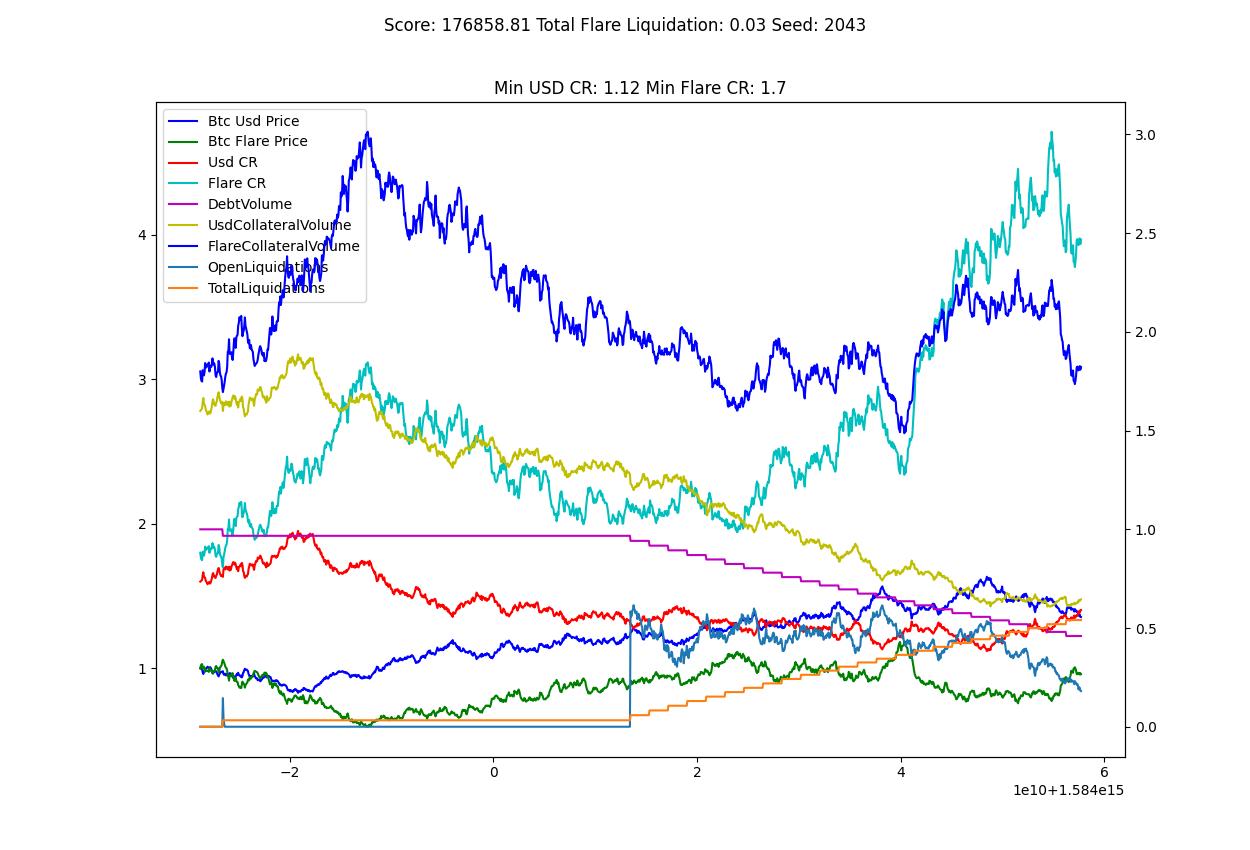 Score: 176858.81 Total Flare Liquidation: 0.03 Seed: 2043
Min USD CR: 1.12 Min Flare CR: 1.7
Btc Usd Price
Btc Flare Price
Usd CR
Flare CR
DebtVolume
UsdCollateralVolume
FlareCollateralVolume
OpenLiquidations
TotalLiquidations
4
3
2
1
3.0
2.5
2.0
1.5
1.0
0.5
0.0
−2
0
2
4
6
1e10+1.584e15